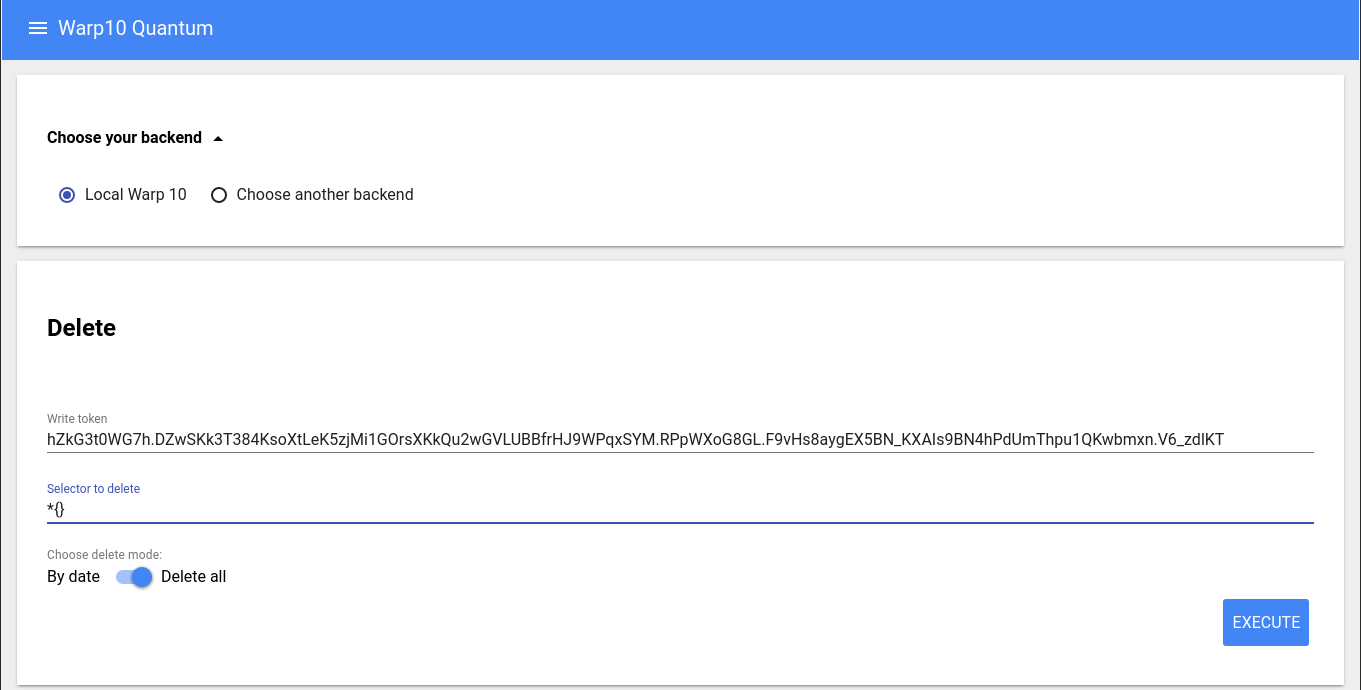 Warp10 Quantum
Choose your backend
Local Warp 10 Choose another backend
Delete
Write token
hZkG3t0WG7h.DZwSKk3T384KsoXtLeK5zjMi1GOrsXKkQu2wGVLUBBfrHJ9WPqxSYM.RPpWXoG8GL.F9vHs8aygEX5BN_KXAIs9BN4hPdUmThpu1QKwbmxn.V6_zdIKT
Selector to delete
*{}
Choose delete mode:
By date Delete all
EXECUTE